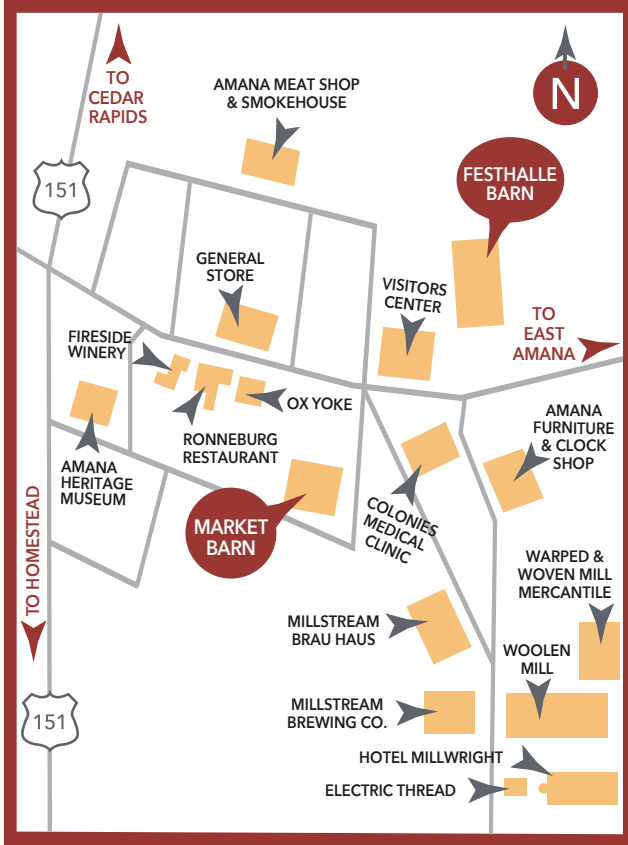 TO
CEDAR
RAPIDS
AMANA MEAT SHOP
& SMOKEHOUSE
N
151
FESTHALLE
BARN
GENERAL
STORE
VISITORS
CENTER
TO
EAST
AMANA
FIRESIDE
WINERY
OX YOKE
RONNEBURG
RESTAURANT
AMANA
HERITAGE
MUSEUM
AMANA
FURNITURE
& CLOCK
SHOP
MARKET
BARN
COLONIES
MEDICAL
CLINIC
TO HOMESTEAD
WARPED &
WOVEN MILL
MERCANTILE
MILLSTREAM
BRAU HAUS
WOOLEN
MILL
151
MILLSTREAM
BREWING CO.
HOTEL MILLWRIGHT
ELECTRIC THREAD